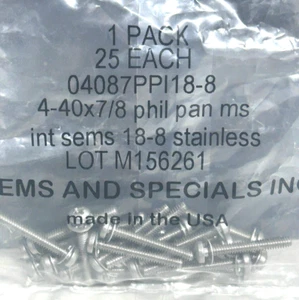 1 PACK
25 EACH
04087PPI18-8
4-40x7/8 phil pan ms
int sems 18-8 stainless
LOT M156261
EMS AND SPECIALS INC
made in the USA